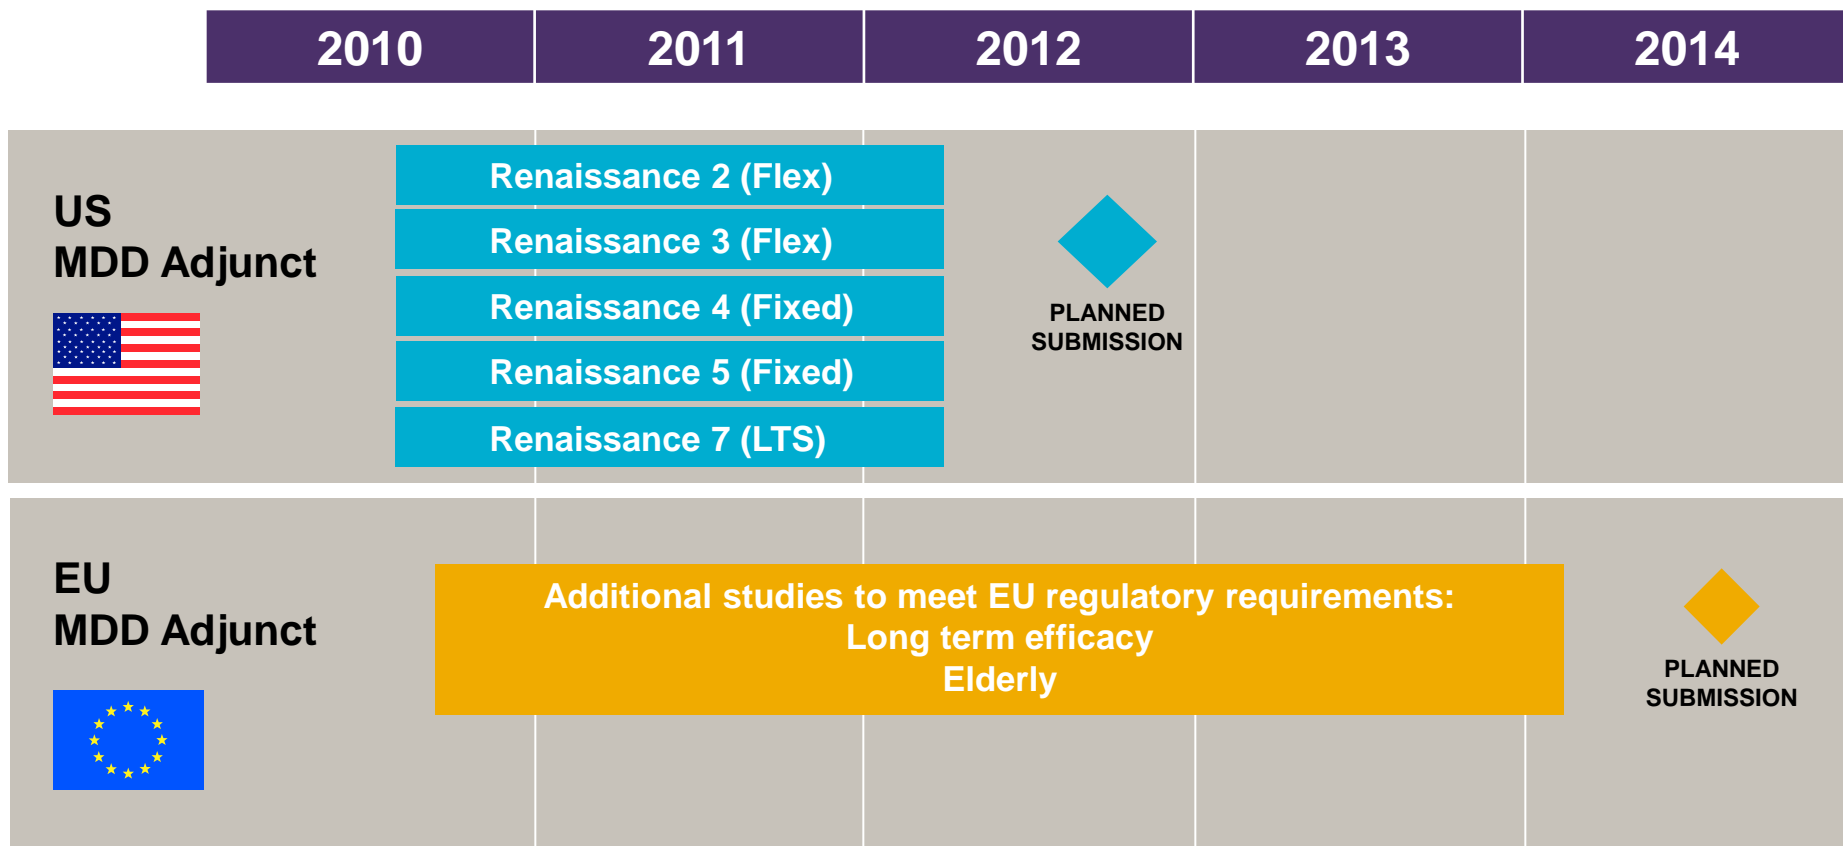 2010 2011 2012 2013 2014
US
MDD Adjunct
Renaissance 2 (Flex)
Renaissance 3 (Flex)
Renaissance 4 (Fixed)
Renaissance 5 (Fixed)
Renaissance 7 (LTS)
PLANNED
SUBMISSION
EU
MDD Adjunct
Additional studies to meet EU regulatory requirements:
Long term efficacy
Elderly
PLANNED
SUBMISSION